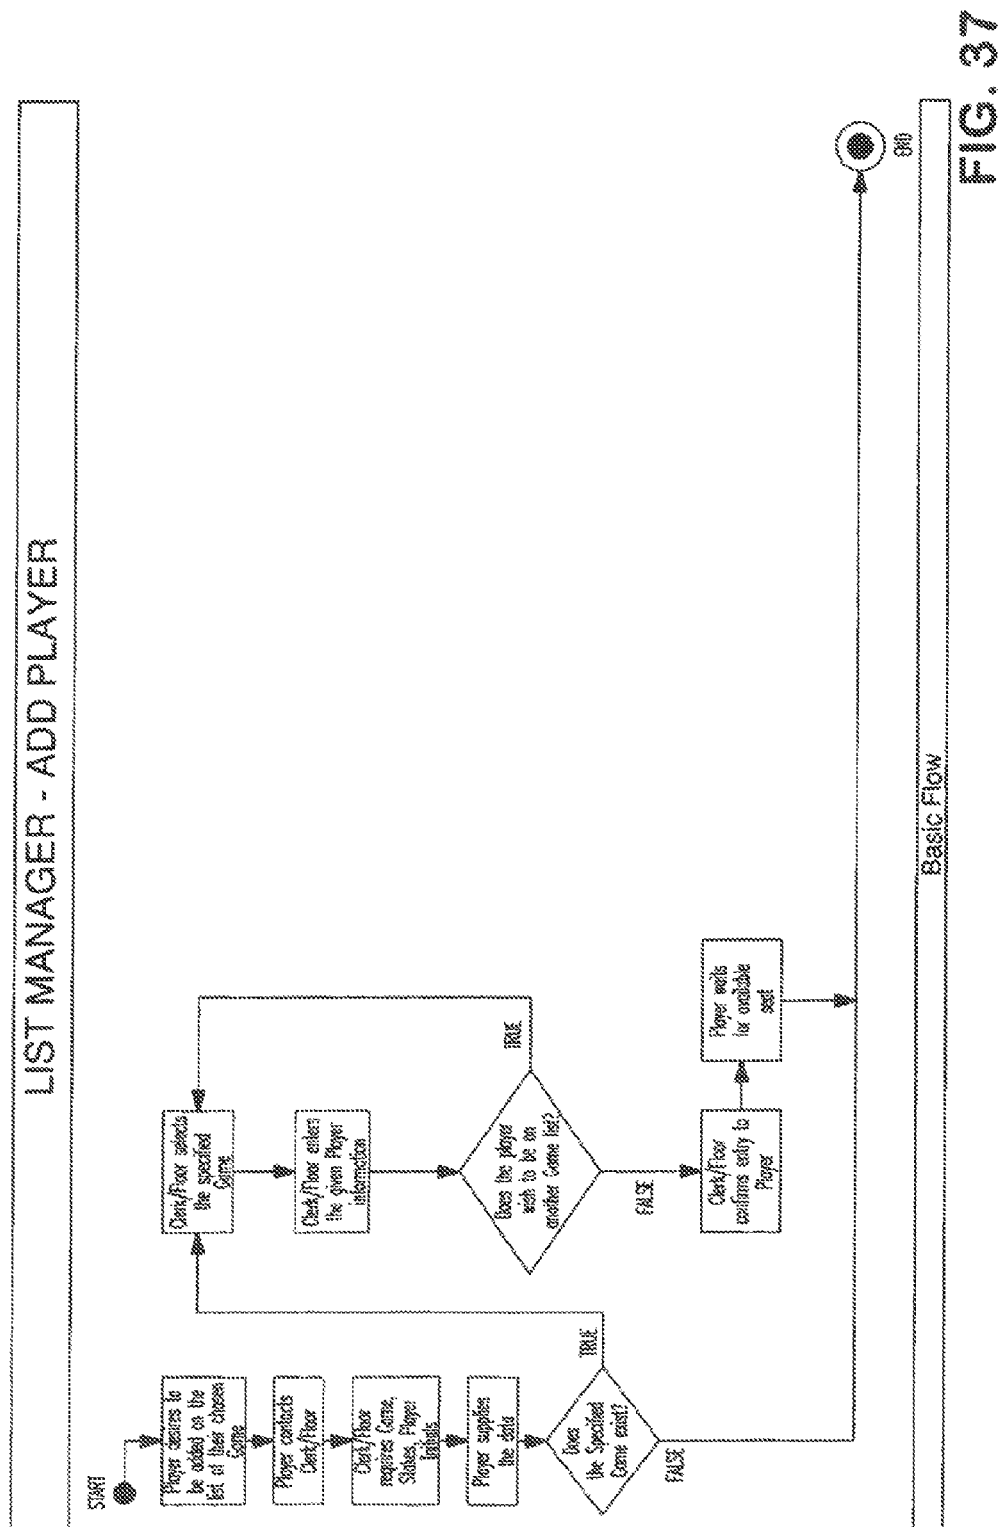 LIST MANAGER - ADD PLAYER
START
Player desires to
be added on the
list of their chosen
Game
Player contacts
Clerk/Floor
Clerk/Floor
requires Game,
Stakes, Player
Initials
Player supplies
the data
Does
the Specified
Game exist?
TRUE
FALSE
Clerk/Floor selects
the specified
Game
Clerk/Floor enters
the given Player
information
Does the player
wish to be on
another Game list?
TRUE
FALSE
Clerk/Floor
confirms entry to
Player
Player waits
for available
seat
END
Basic Flow
FIG. 37